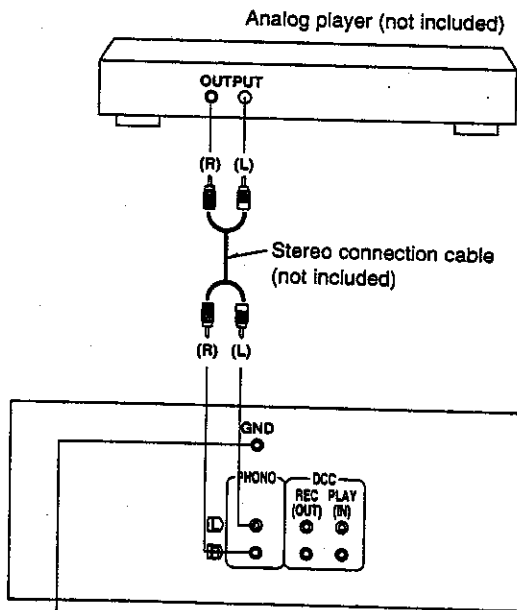 Analog player (not included)
OUTPUT
(R) (L)
Stereo connection cable
(not included)
(R) (L)
GND
PHONO DCC
REC PLAY
(OUT) (IN)
L
R